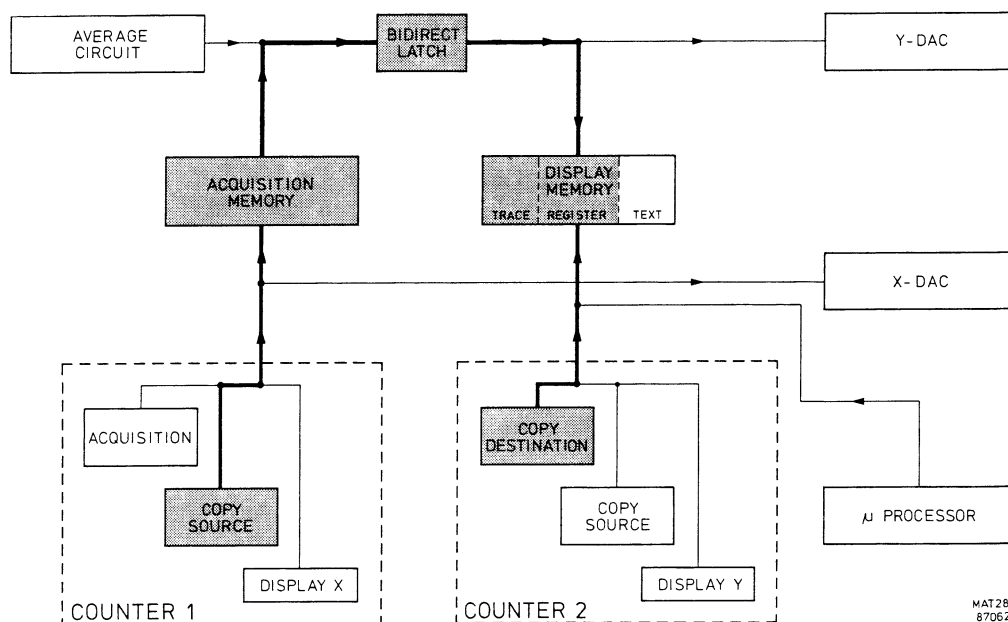 AVERAGE
CIRCUIT
BIDIRECT
LATCH
Y-DAC
ACQUISITION
MEMORY
DISPLAY
MEMORY
TRACE REGISTER TEXT
X-DAC
ACQUISITION
COPY
DESTINATION
COPY
SOURCE
COPY
SOURCE
μ PROCESSOR
DISPLAY X
DISPLAY Y
COUNTER 1
COUNTER 2
MAT28
87062